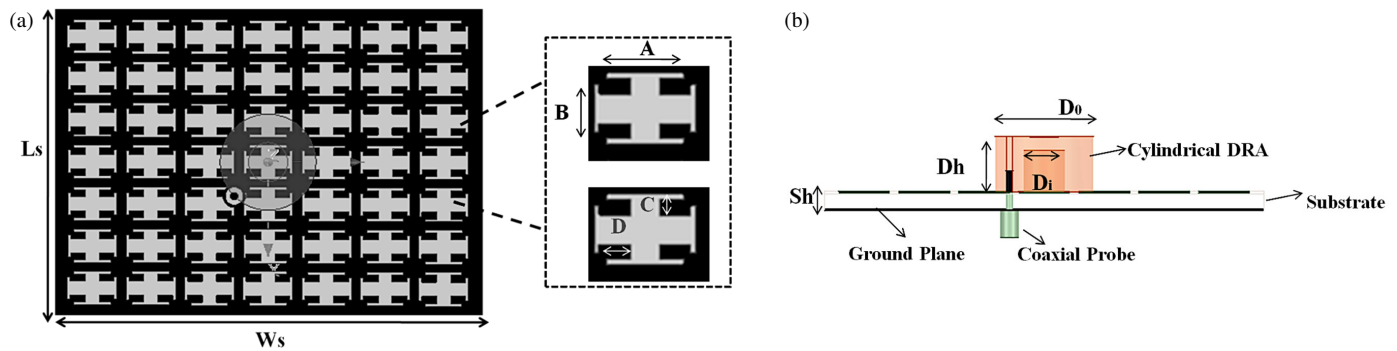 (a)
Ls
Ws
A
B
C
D
(b)
D0
Dh
Di
Cylindrical DRA
Sh
Substrate
Ground Plane
Coaxial Probe